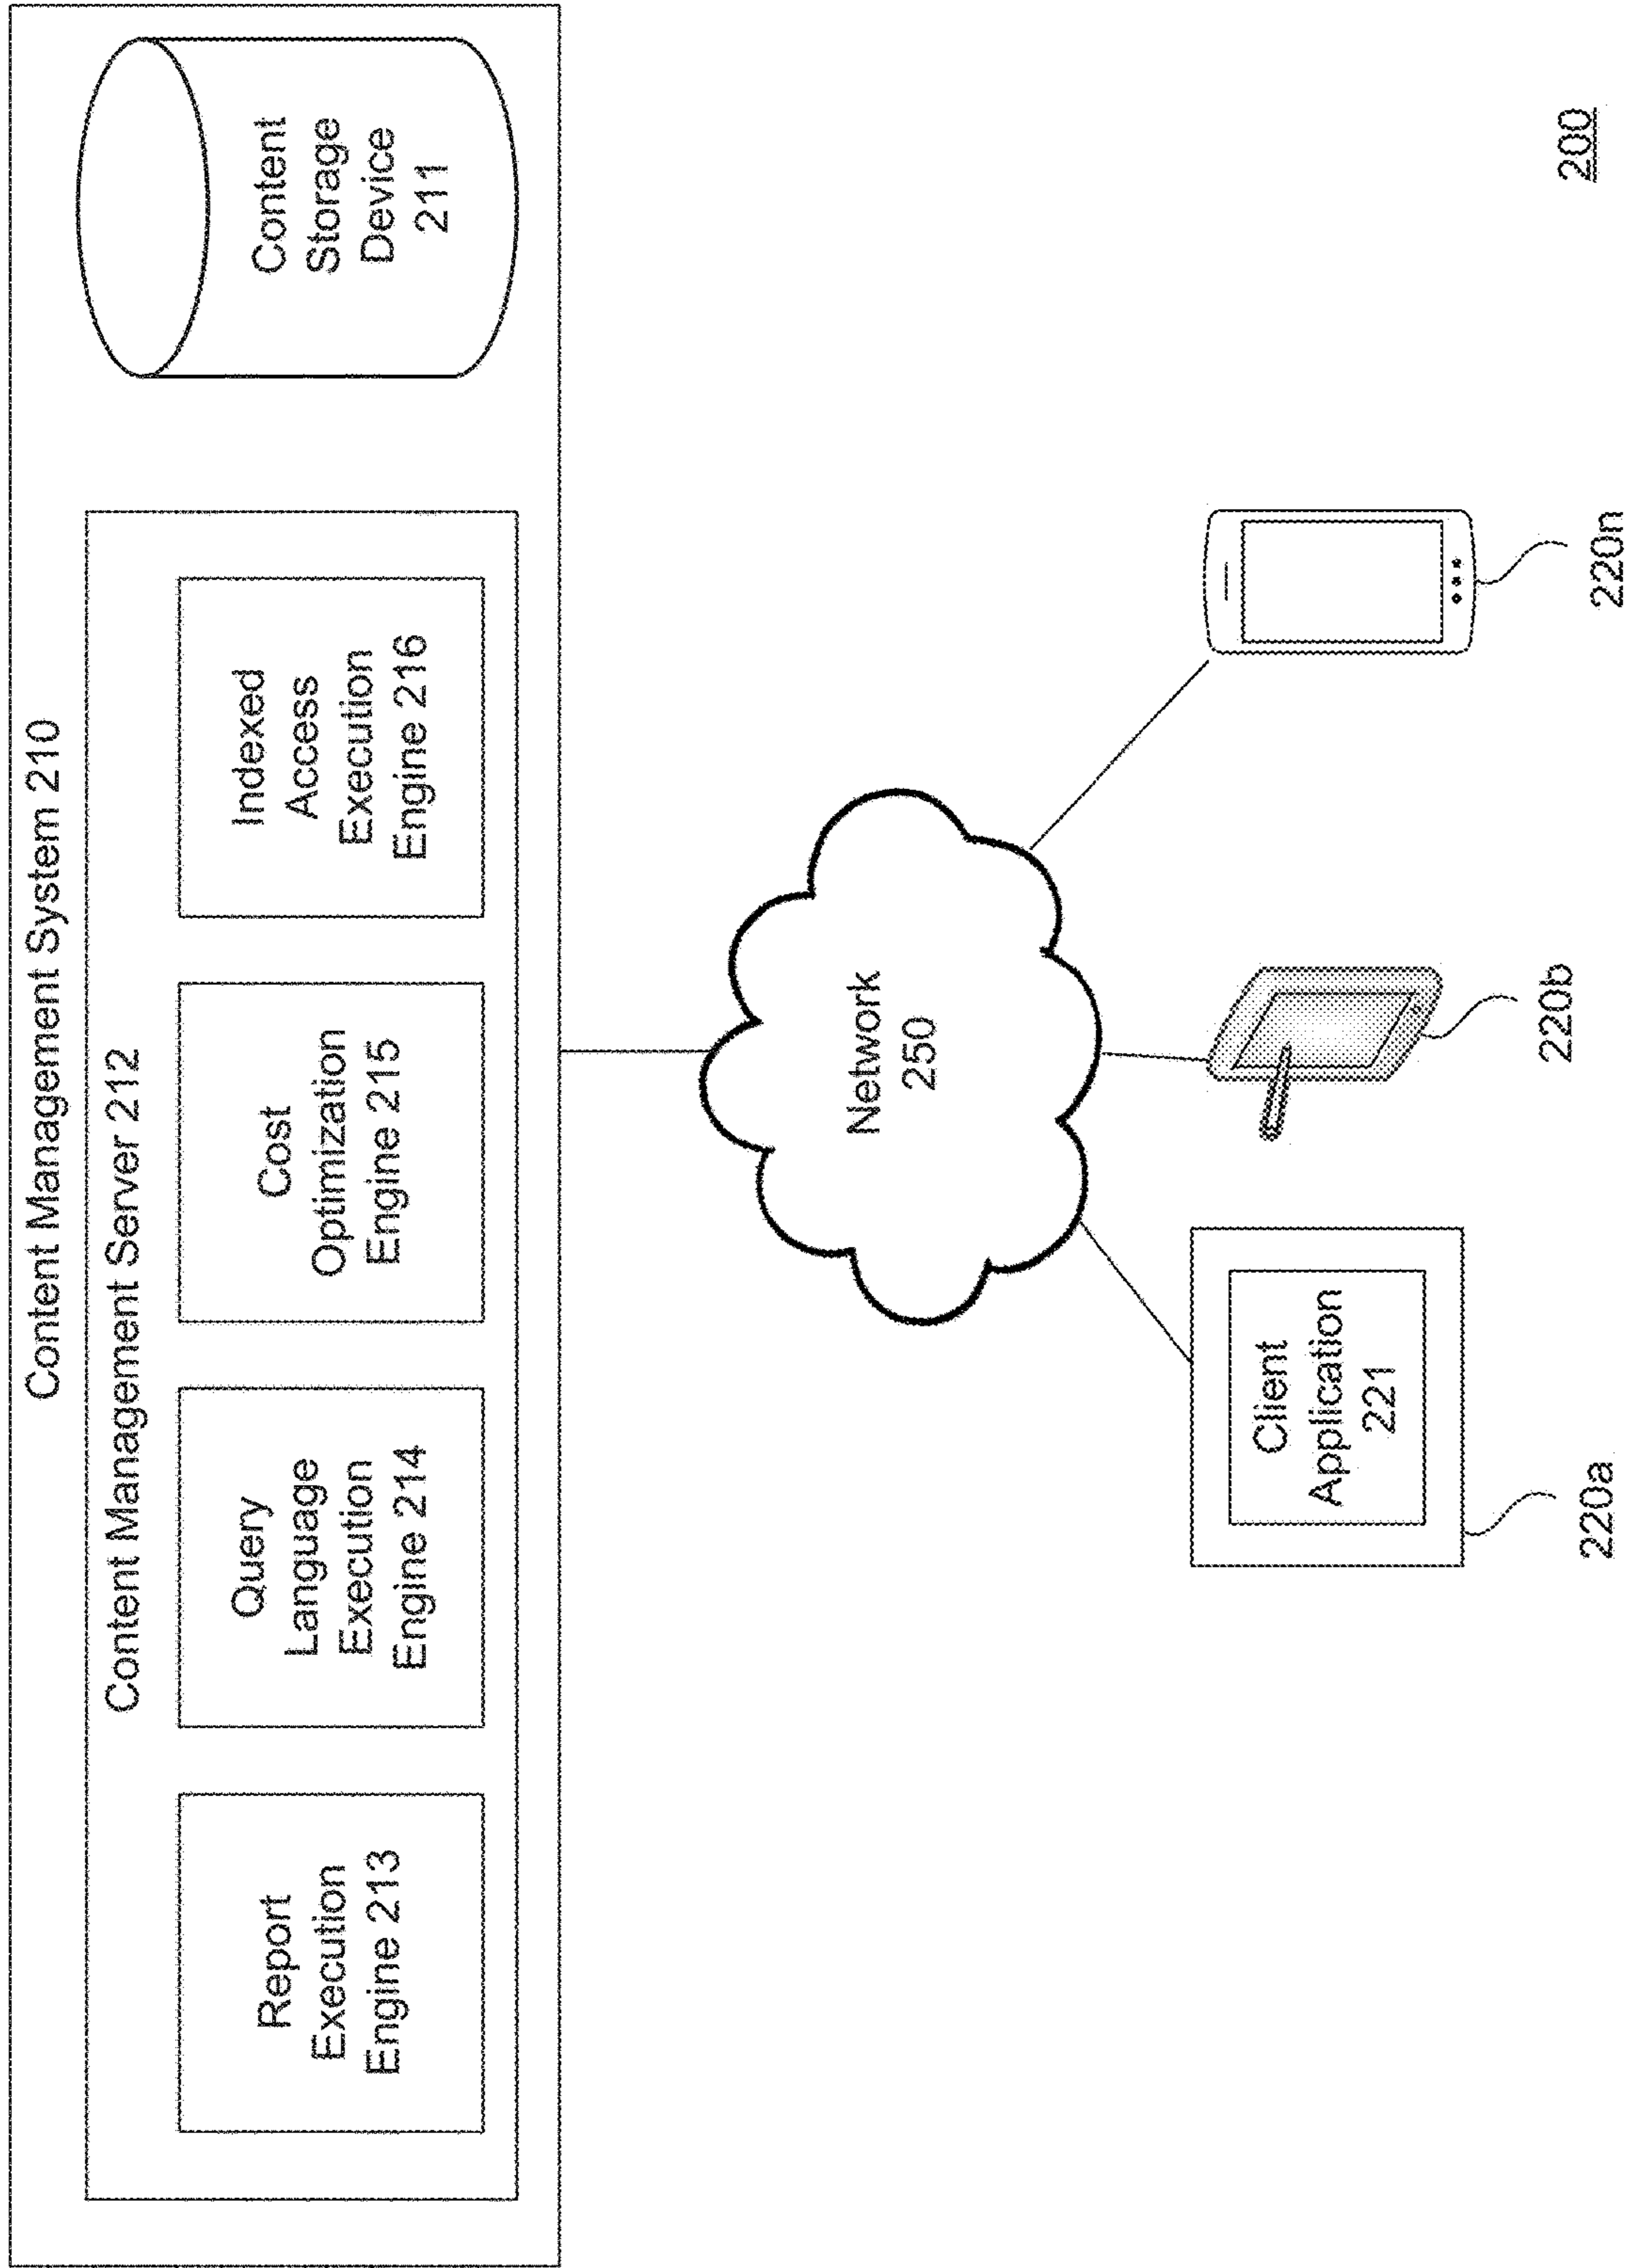 Content Management System 210
Content Management Server 212
Report
Execution
Engine 213
Query
Language
Execution
Engine 214
Cost
Optimization
Engine 215
Indexed
Access
Execution
Engine 216
Content
Storage
Device
211
Network
250
Client
Application
221
220a
220b
220n
200